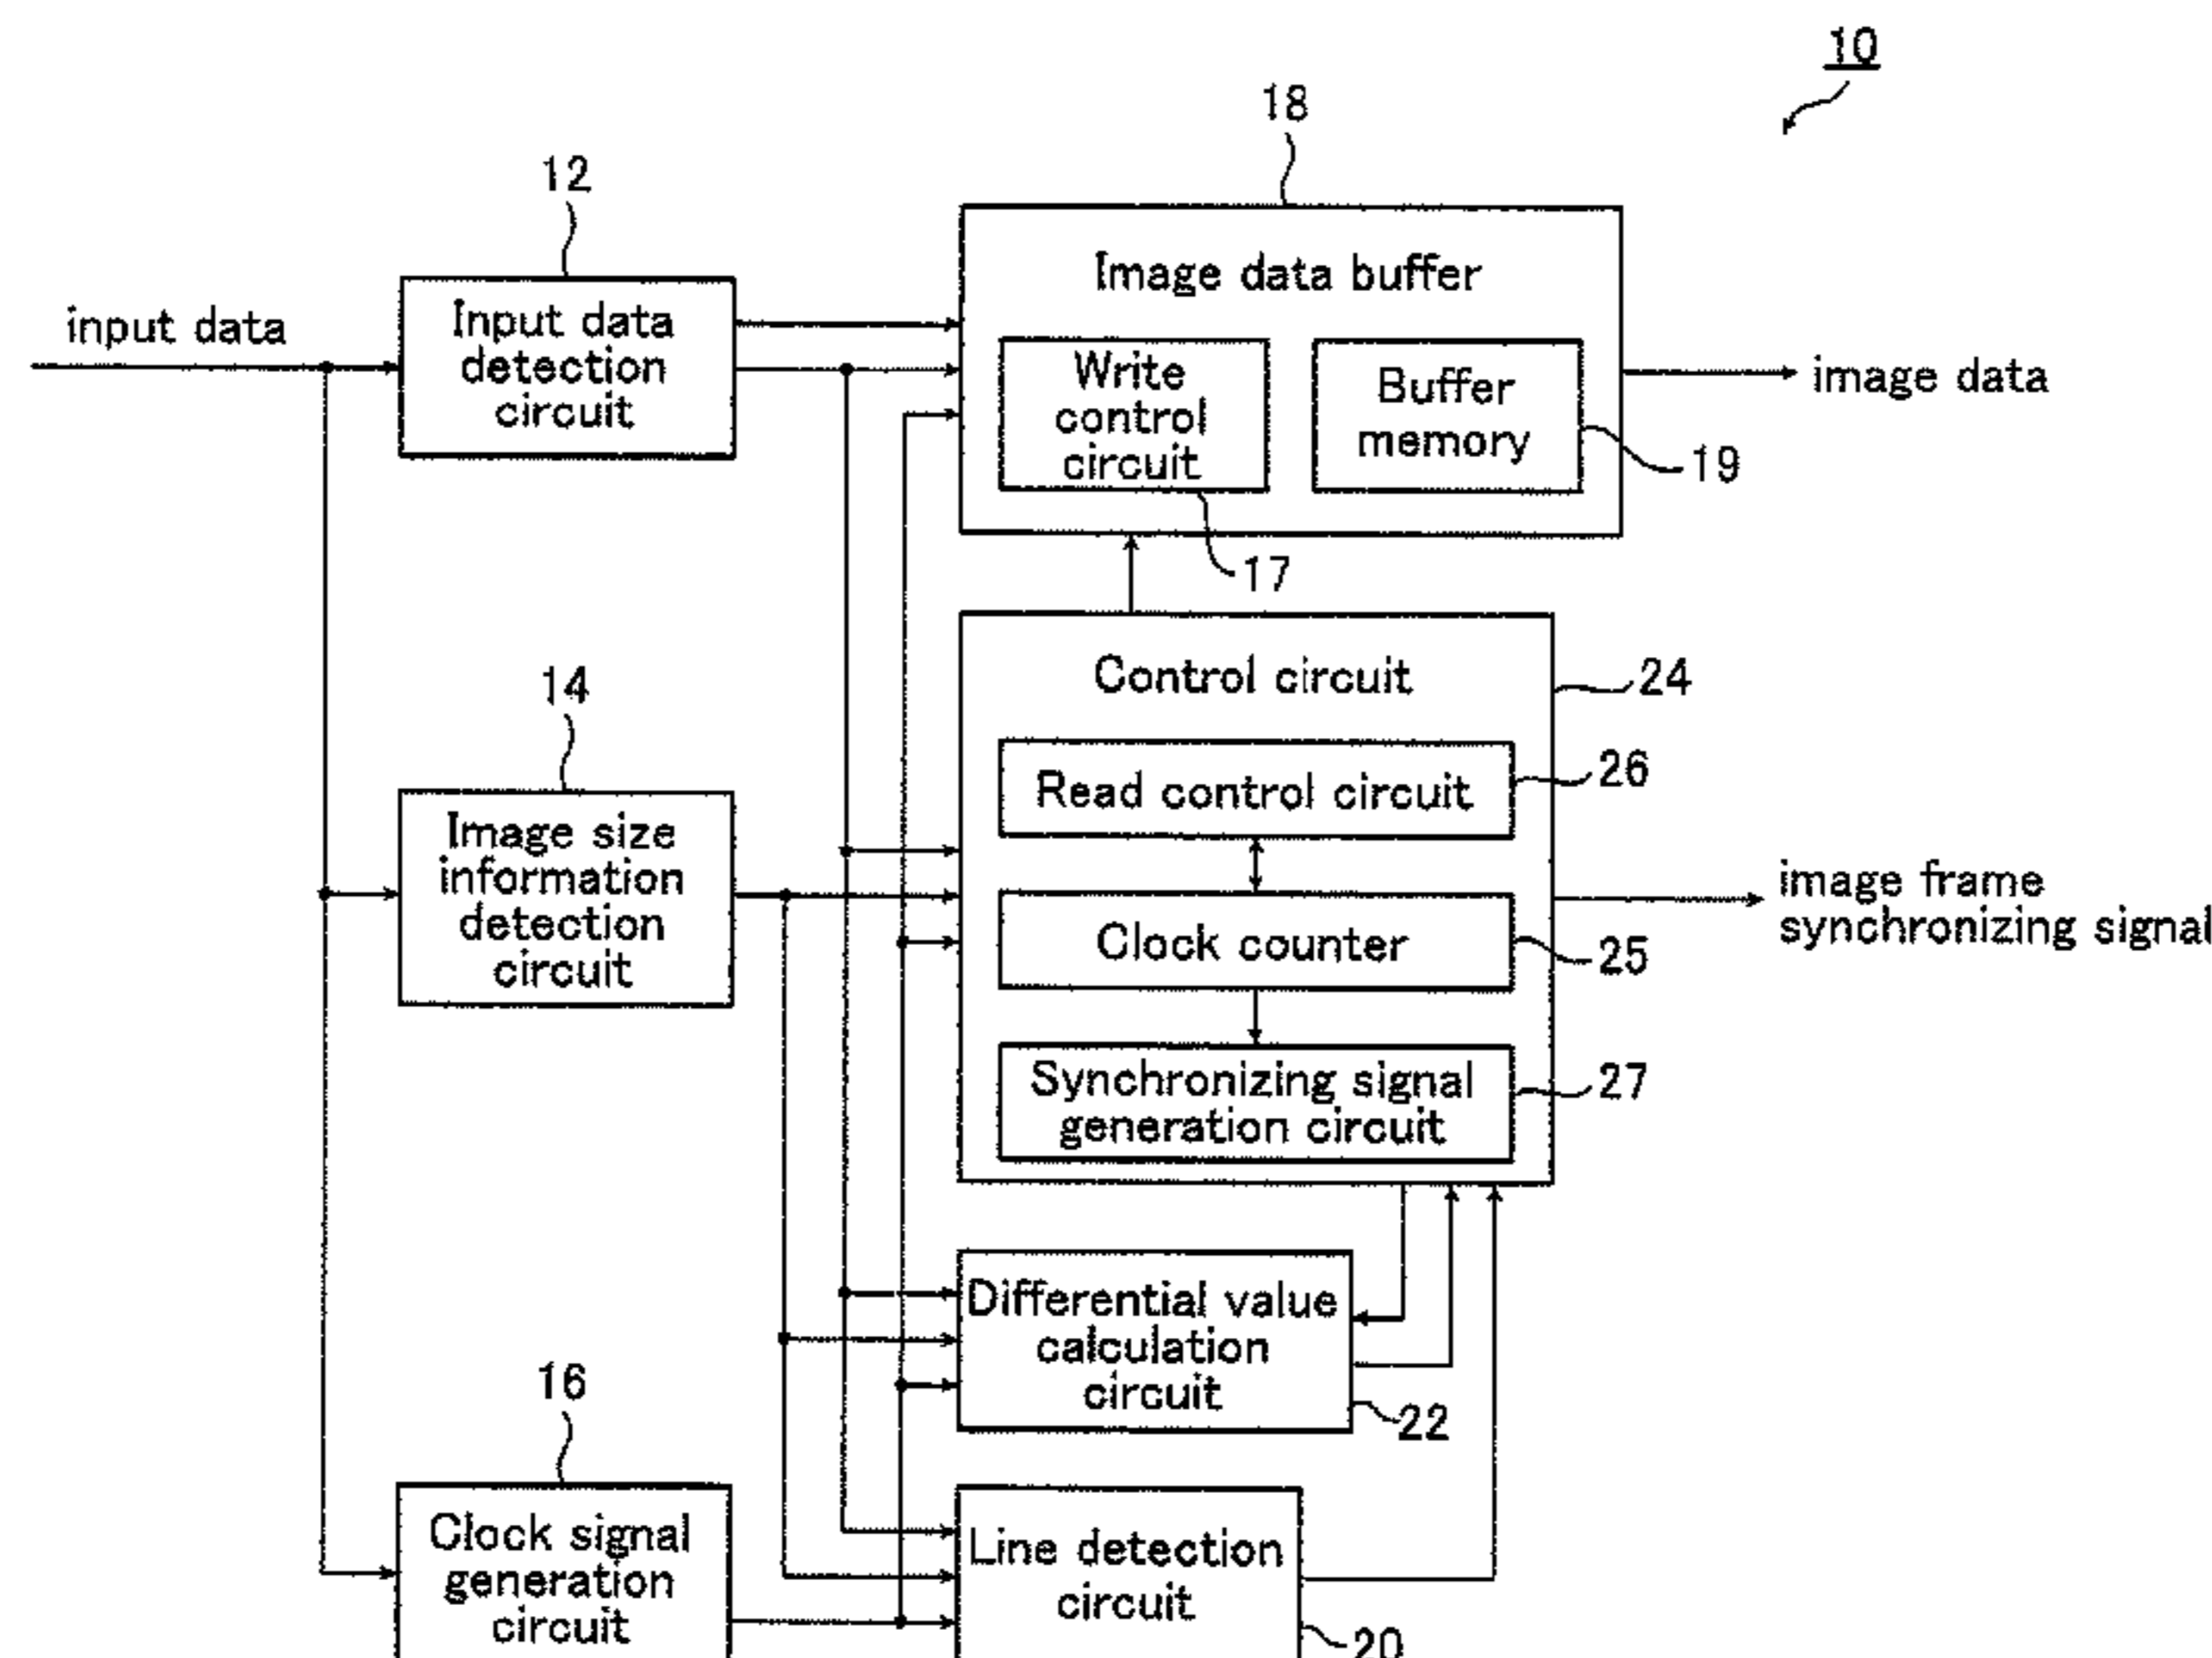 10
18
12
Image data buffer
input data
Input data
detection
circuit
Write
control
circuit
Buffer
memory
image data
19
17
Control circuit
24
14
Read control circuit
26
Image size
information
detection
circuit
image frame
synchronizing signal
Clock counter
25
Synchronizing signal
generation circuit
27
Differential value
calculation
circuit
22
16
Clock signal
generation
circuit
Line detection
circuit
20